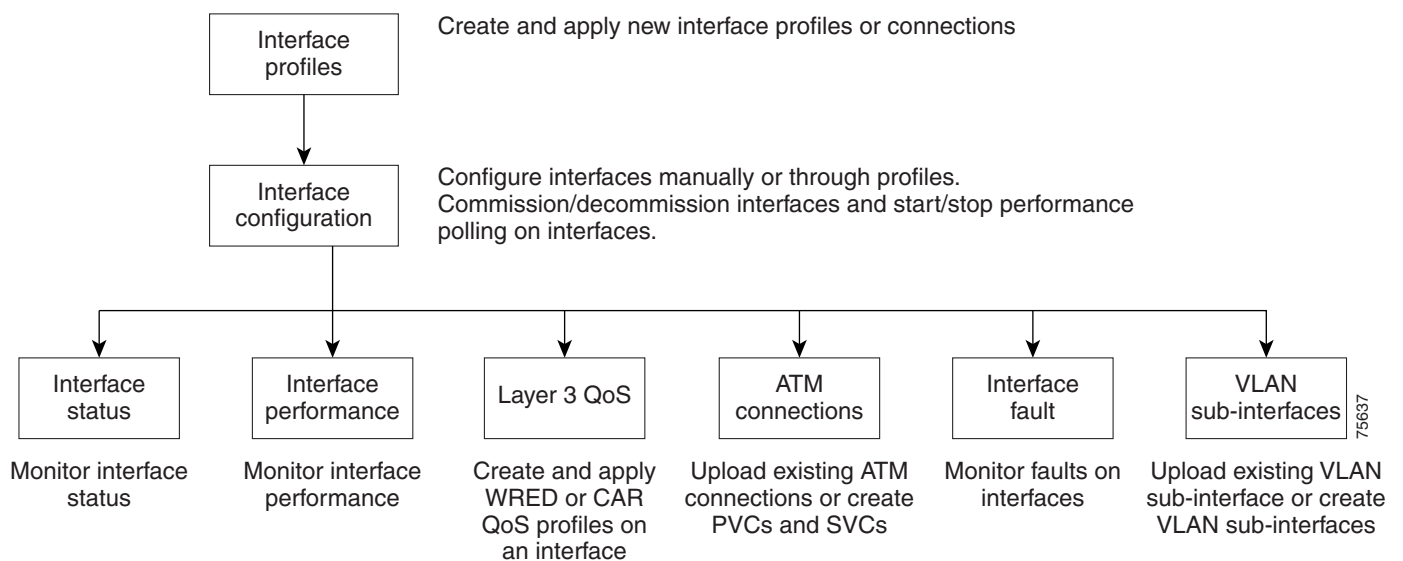 Interface
profiles
Create and apply new interface profiles or connections
Interface
configuration
Configure interfaces manually or through profiles.
Commission/decommission interfaces and start/stop performance
polling on interfaces.
Interface
status
Monitor interface
status
Interface
performance
Monitor interface
performance
Layer 3 QoS
Create and apply
WRED or CAR
QoS profiles on
an interface
ATM
connections
Upload existing ATM
connections or create
PVCs and SVCs
Interface
fault
Monitor faults on
interfaces
VLAN
sub-interfaces
Upload existing VLAN
sub-interface or create
VLAN sub-interfaces
75637